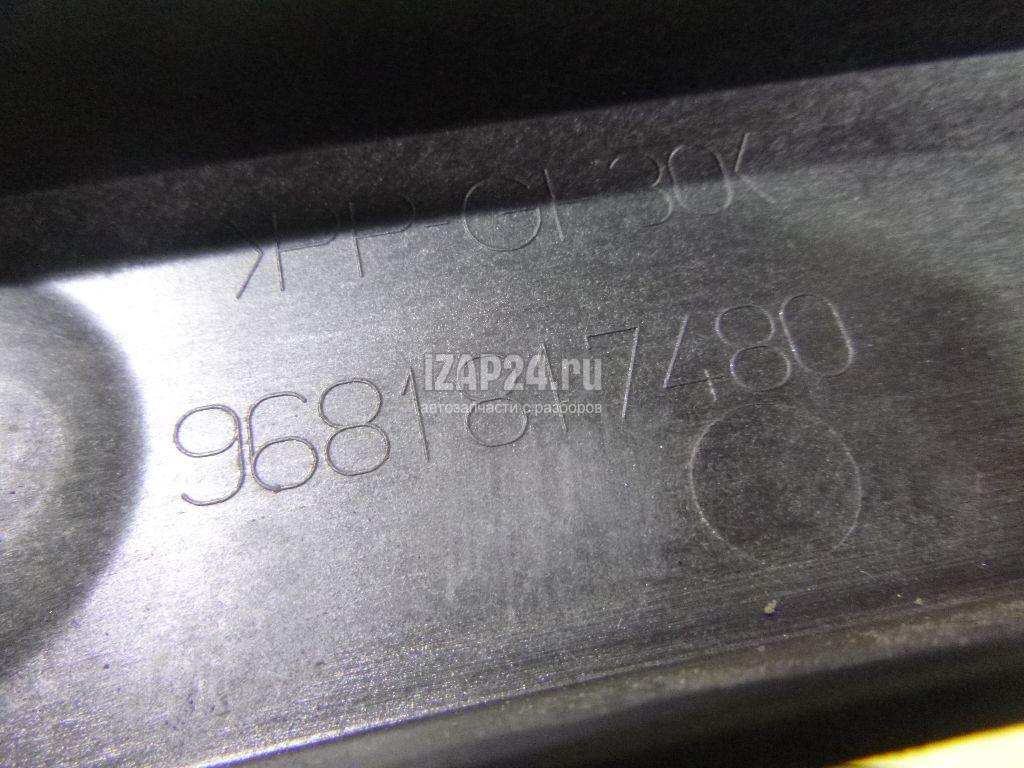 >PP-GF30<
9681817480
iZAP24.ru
автозапчасти с разборов